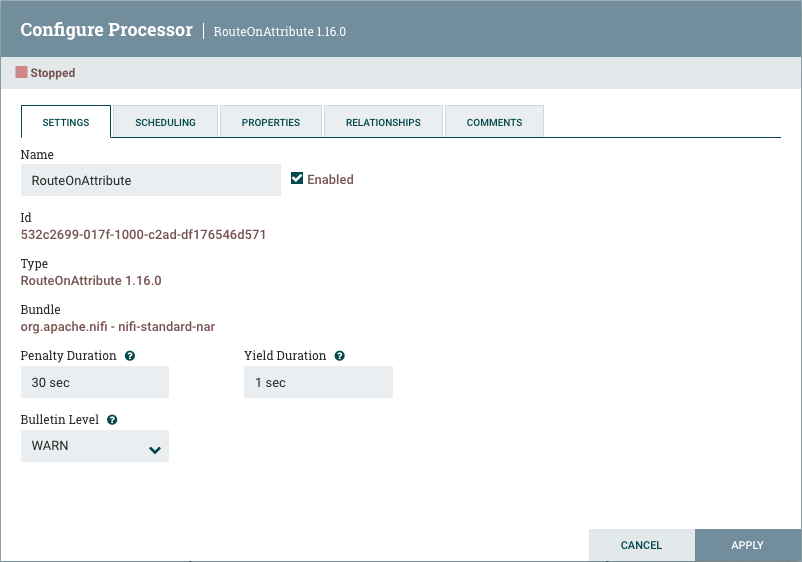 Configure Processor | RouteOnAttribute 1.16.0
Stopped
SETTINGS SCHEDULING PROPERTIES RELATIONSHIPS COMMENTS
Name
RouteOnAttribute Enabled
Id
532c2699-017f-1000-c2ad-df176546d571
Type
RouteOnAttribute 1.16.0
Bundle
org.apache.nifi - nifi-standard-nar
Penalty Duration ? Yield Duration ?
30 sec 1 sec
Bulletin Level ?
WARN
CANCEL APPLY